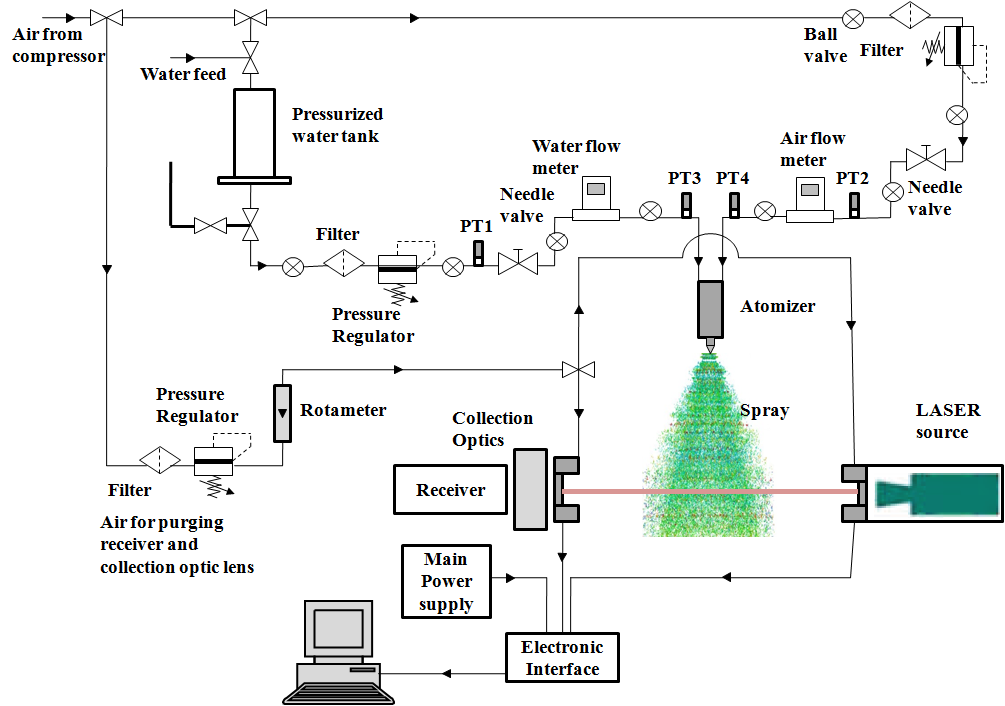 Air from
compressor
Water feed
Pressurized
water tank
Ball
valve
Filter
Water flow
meter
Air flow
meter
Needle
valve
PT3
PT4
PT2
Needle
valve
PT1
Filter
Pressure
Regulator
Atomizer
Pressure
Regulator
Rotameter
Collection
Optics
Spray
LASER
source
Filter
Receiver
Air for purging
receiver and
collection optic lens
Main
Power
supply
Electronic
Interface